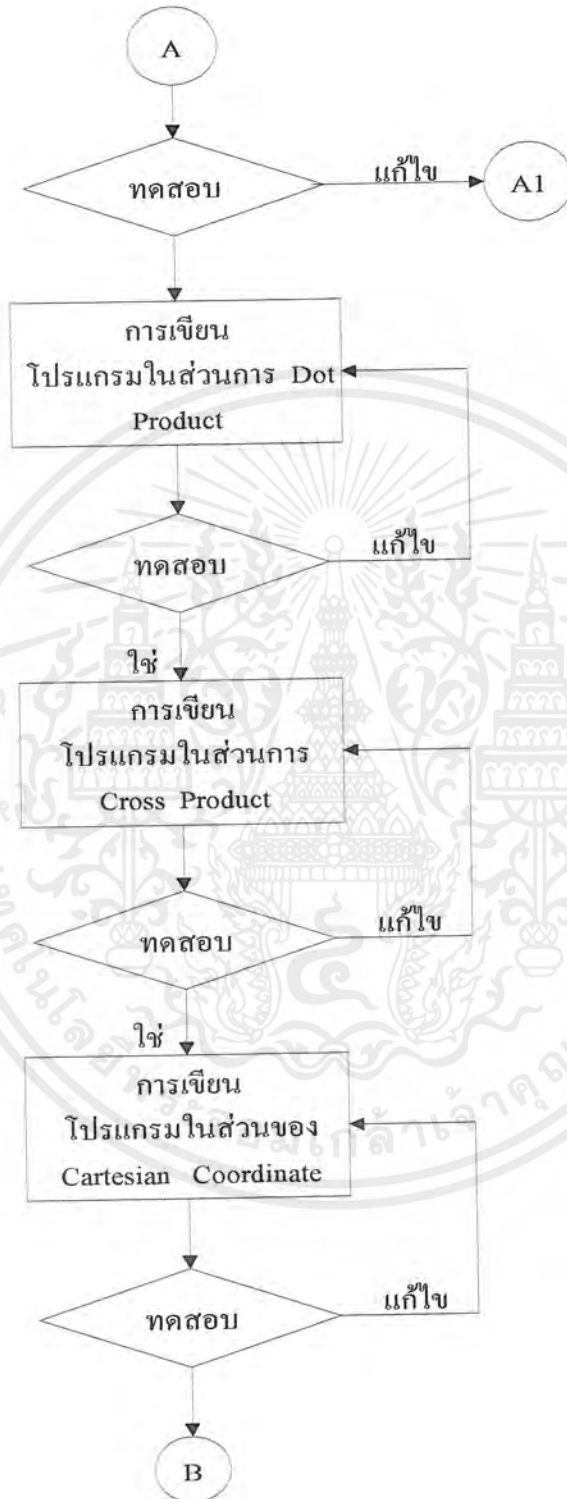 A
ทดสอบ
แก้ไข
A1
การเขียน
โปรแกรมในส่วนการ Dot
Product
ทดสอบ
แก้ไข
ใช่
การเขียน
โปรแกรมในส่วนการ
Cross Product
ทดสอบ
แก้ไข
ใช่
การเขียน
โปรแกรมในส่วนของ
Cartesian Coordinate
ทดสอบ
แก้ไข
B